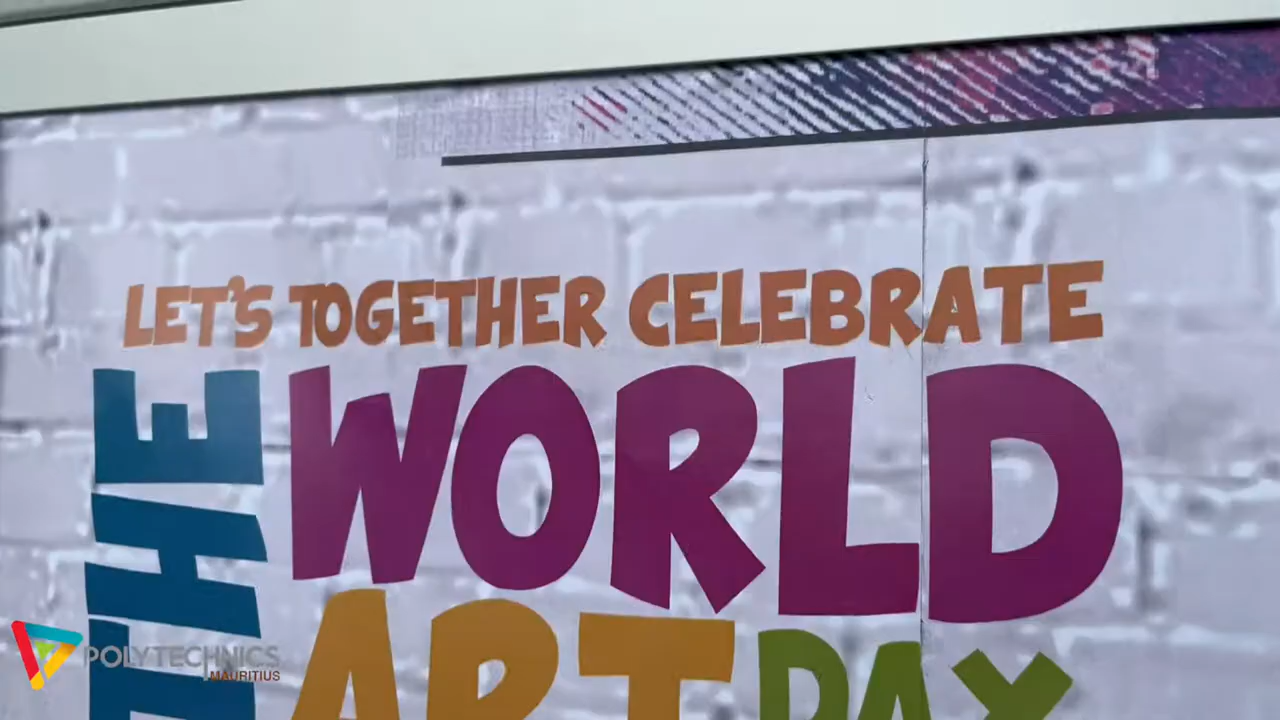 LET'S TOGETHER CELEBRATE
THE
WORLD
ART DAY
POLYTECHNICS
MAURITIUS